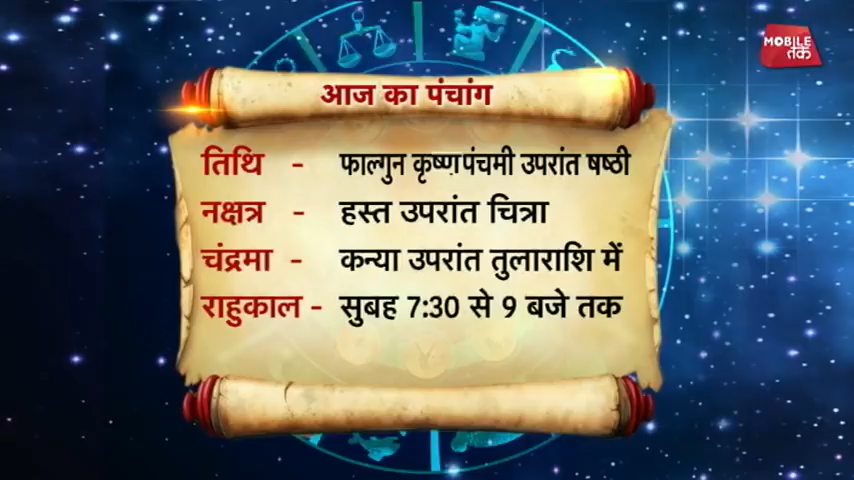 MOBILE
तक
आज का पंचांग
तिथि - फाल्गुन कृष्ण पंचमी उपरांत षष्ठी
नक्षत्र - हस्त उपरांत चित्रा
चंद्रमा - कन्या उपरांत तुलाराशि में
राहुकाल - सुबह 7:30 से 9 बजे तक